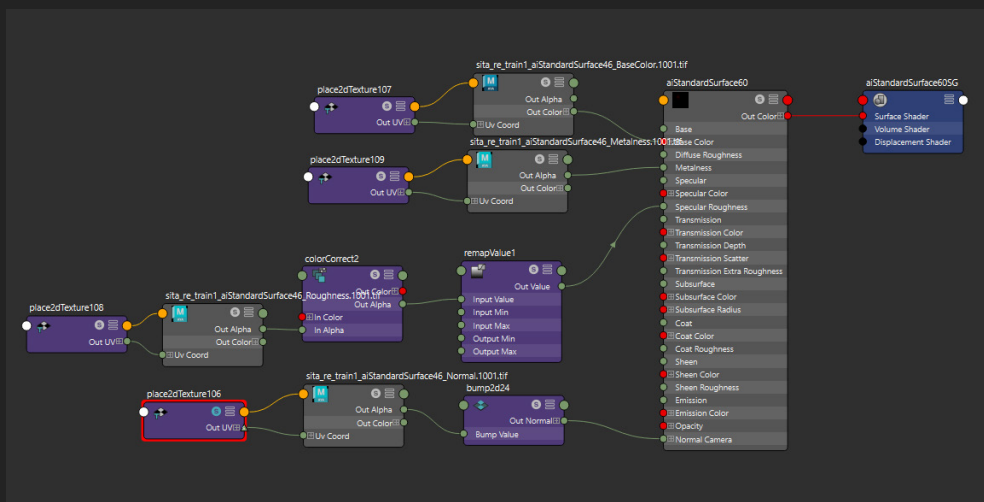 sita_re_train1_aiStandardSurface46_BaseColor.1001.tif
place2dTexture107
Out UV
Out Alpha
Out Color
Uv Coord
sita_re_train1_aiStandardSurface46_Metalness.1001.tif
place2dTexture109
Out UV
Out Alpha
Out Color
Uv Coord
colorCorrect2
Out Color
Out Alpha
In Color
In Alpha
remapValue1
Out Value
Input Value
Input Min
Input Max
Output Min
Output Max
sita_re_train1_aiStandardSurface46_Roughness.1001.tif
place2dTexture108
Out UV
Out Alpha
Out Color
Uv Coord
sita_re_train1_aiStandardSurface46_Normal.1001.tif
place2dTexture106
Out UV
Out Alpha
Out Color
Uv Coord
bump2d24
Out Normal
Bump Value
aiStandardSurface60
Out Color
Base
Base Color
Diffuse Roughness
Metalness
Specular
Specular Color
Specular Roughness
Transmission
Transmission Color
Transmission Depth
Transmission Scatter
Transmission Extra Roughness
Subsurface
Subsurface Color
Subsurface Radius
Coat
Coat Color
Coat Roughness
Sheen
Sheen Color
Sheen Roughness
Emission
Emission Color
Opacity
Normal Camera
aiStandardSurface60SG
Surface Shader
Volume Shader
Displacement Shader